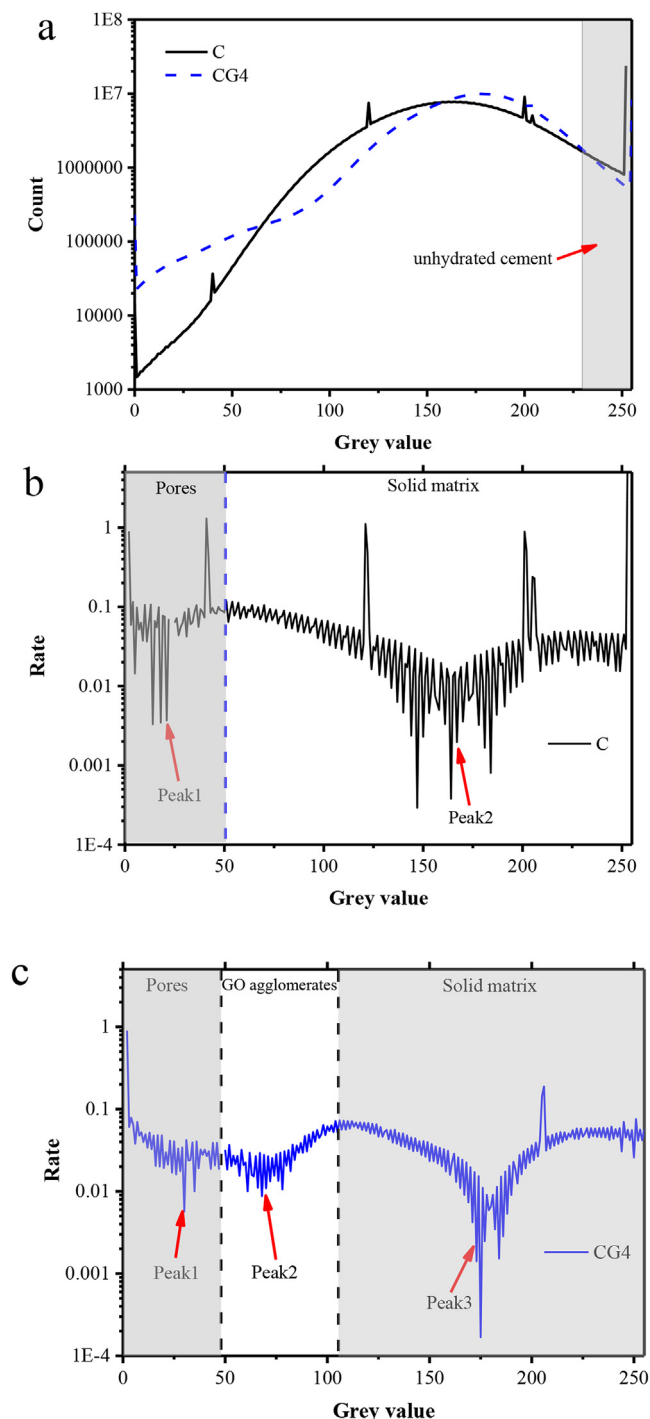 a
1E8
C
CG4
1E7
1000000
100000
10000
1000
Count
unhydrated cement
0 50 100 150 200 250
Grey value
b
Pores
Solid matrix
1
0.1
0.01
0.001
1E-4
Rate
Peak1
Peak2
C
0 50 100 150 200 250
Grey value
c
Pores
GO agglomerates
Solid matrix
1
0.1
0.01
0.001
1E-4
Rate
Peak1
Peak2
Peak3
CG4
0 50 100 150 200 250
Grey value